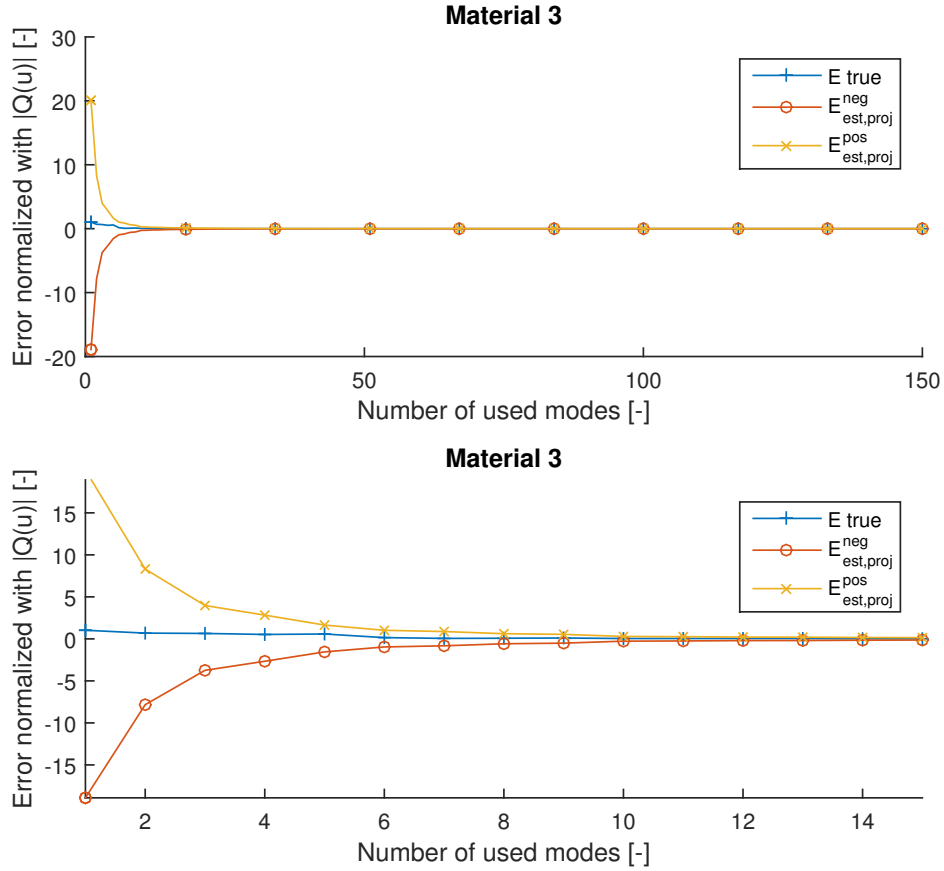 Material 3
Error normalized with |Q(u)| [-]
30
20
10
0
-10
-20
0
50
100
150
Number of used modes [-]
E true
E^neg_est,proj
E^pos_est,proj
Material 3
Error normalized with |Q(u)| [-]
15
10
5
0
-5
-10
-15
2
4
6
8
10
12
14
Number of used modes [-]
E true
E^neg_est,proj
E^pos_est,proj